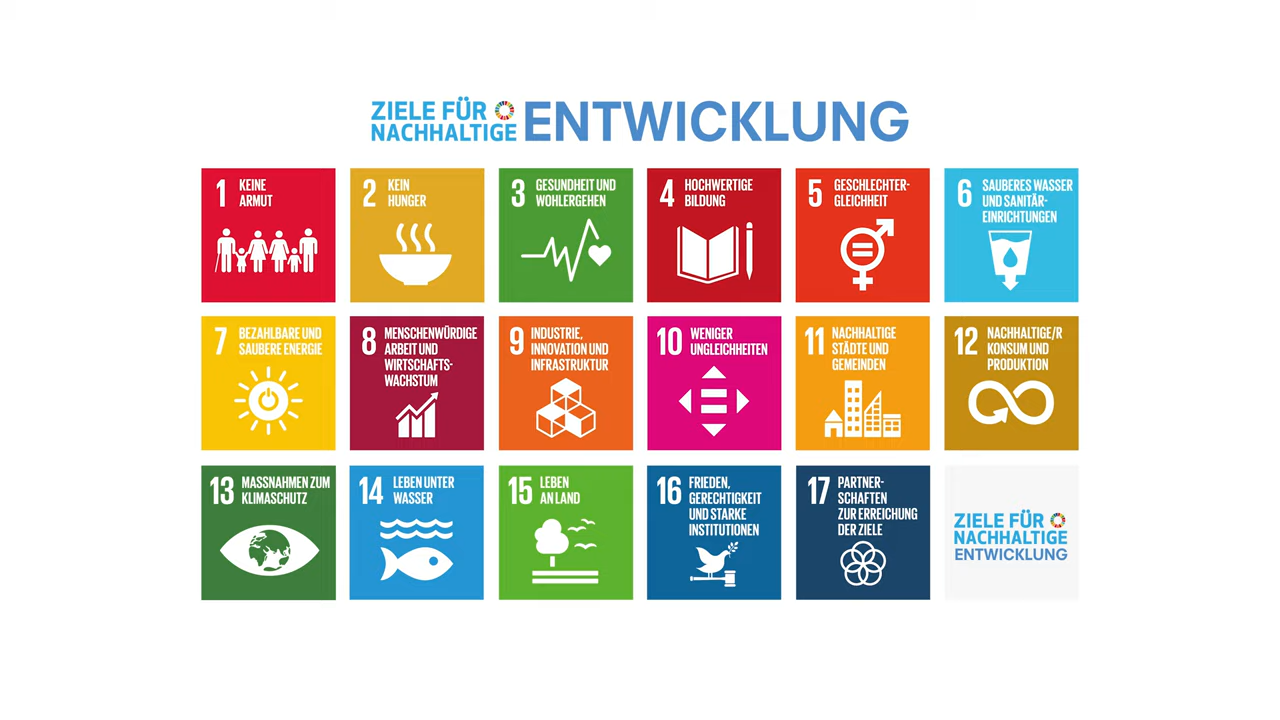 ZIELE FÜR
NACHHALTIGE ENTWICKLUNG
1 KEINE
ARMUT
2 KEIN
HUNGER
3 GESUNDHEIT UND
WOHLERGEHEN
4 HOCHWERTIGE
BILDUNG
5 GESCHLECHTER-
GLEICHHEIT
6 SAUBERES WASSER
UND SANITÄR-
EINRICHTUNGEN
7 BEZAHLBARE UND
SAUBERE ENERGIE
8 MENSCHENWÜRDIGE
ARBEIT UND
WIRTSCHAFTS-
WACHSTUM
9 INDUSTRIE,
INNOVATION UND
INFRASTRUKTUR
10 WENIGER
UNGLEICHHEITEN
11 NACHHALTIGE
STÄDTE UND
GEMEINDEN
12 NACHHALTIGE/R
KONSUM UND
PRODUKTION
13 MASSNAHMEN ZUM
KLIMASCHUTZ
14 LEBEN UNTER
WASSER
15 LEBEN
AN LAND
16 FRIEDEN,
GERECHTIGKEIT
UND STARKE
INSTITUTIONEN
17 PARTNER-
SCHAFTEN
ZUR ERREICHUNG
DER ZIELE
ZIELE FÜR
NACHHALTIGE
ENTWICKLUNG